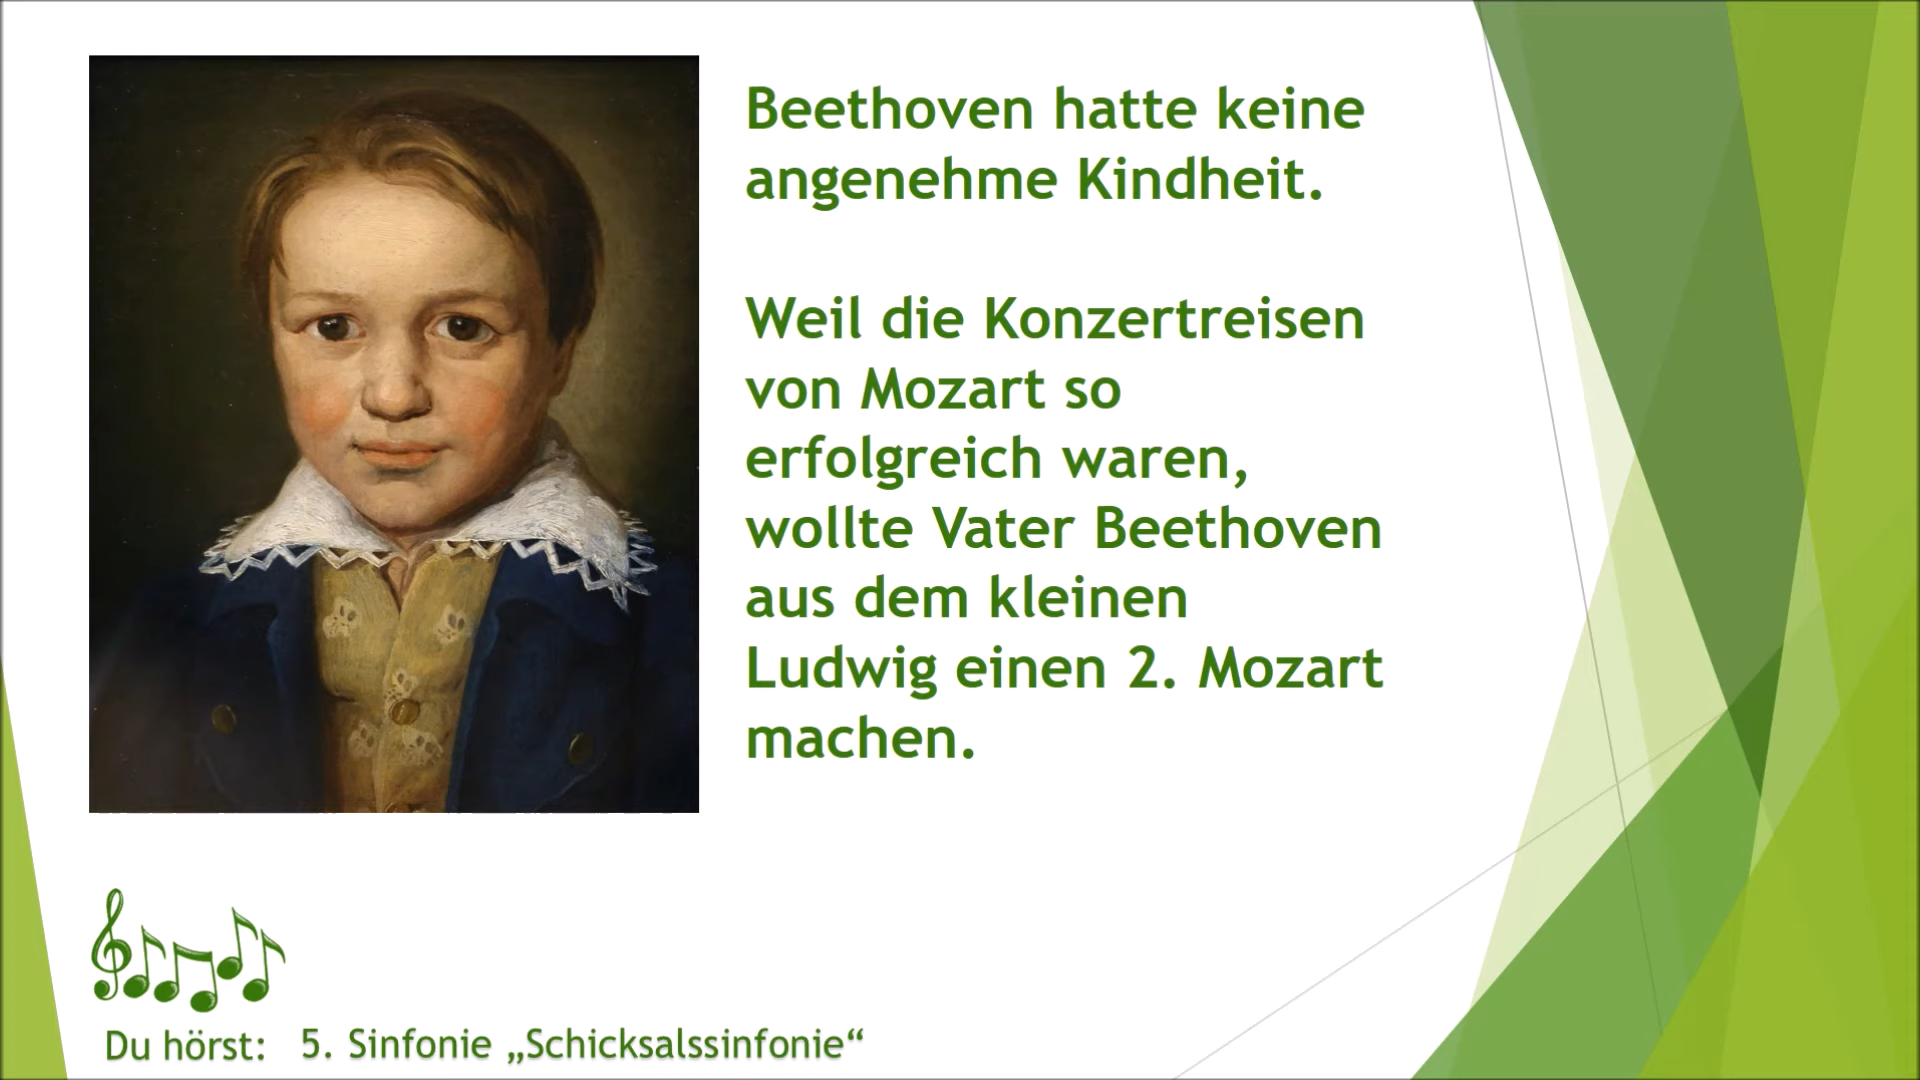 Beethoven hatte keine
angenehme Kindheit.
Weil die Konzertreisen
von Mozart so
erfolgreich waren,
wollte Vater Beethoven
aus dem kleinen
Ludwig einen 2. Mozart
machen.
Du hörst: 5. Sinfonie „Schicksalssinfonie“